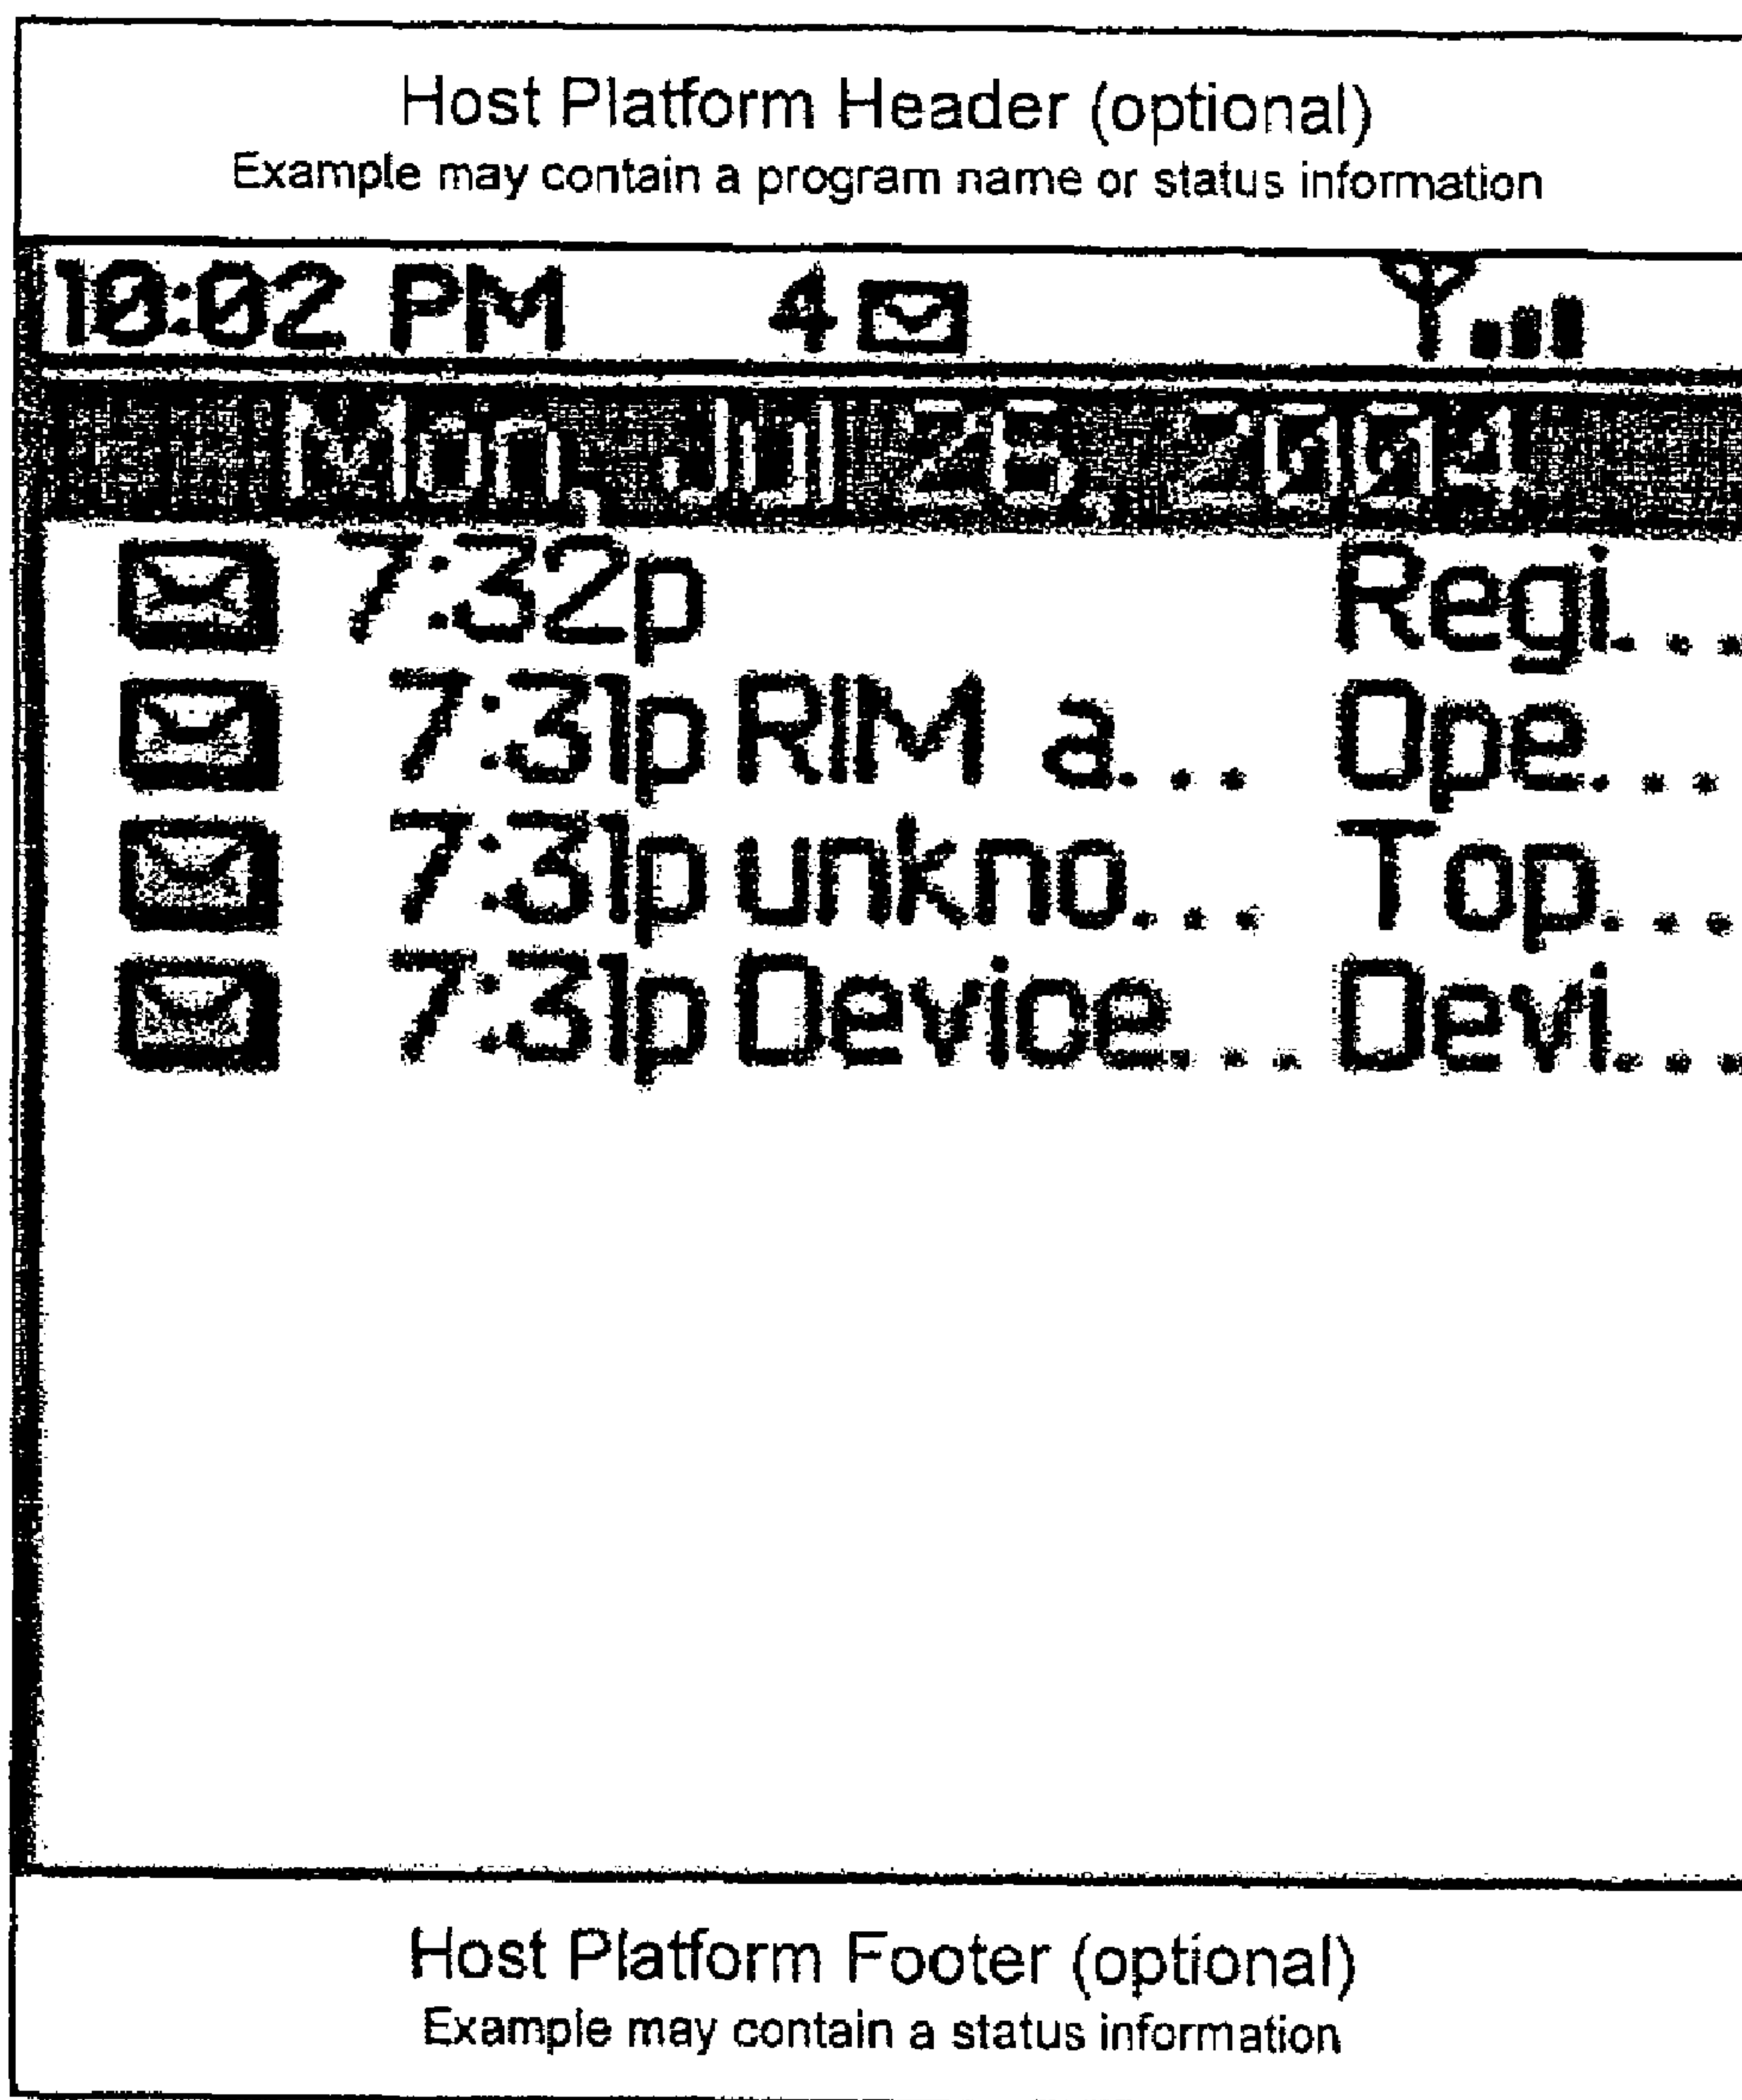 Host Platform Header (optional)
Example may contain a program name or status information
10:02 PM 4
Mon, Jul 26, 2004
7:32p Regi...
7:31p RIM a... Ope...
7:31p unkno... Top...
7:31p Device... Devi...
Host Platform Footer (optional)
Example may contain a status information